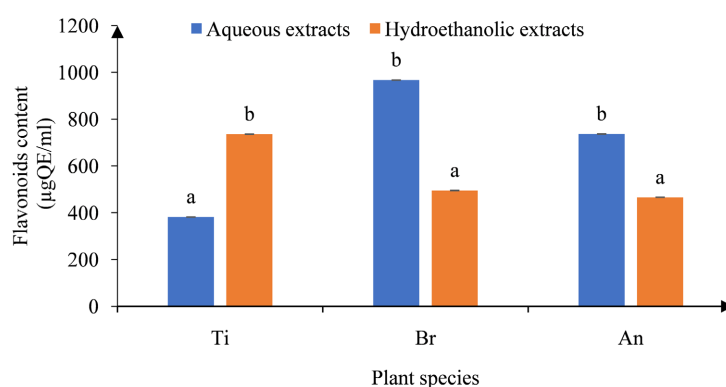 Aqueous extracts Hydroethanolic extracts
Flavonoids content
(µgQE/ml)
1200
1000
800
600
400
200
0
a
b
b
a
b
a
Ti
Br
An
Plant species